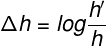 Δh = log h′/h